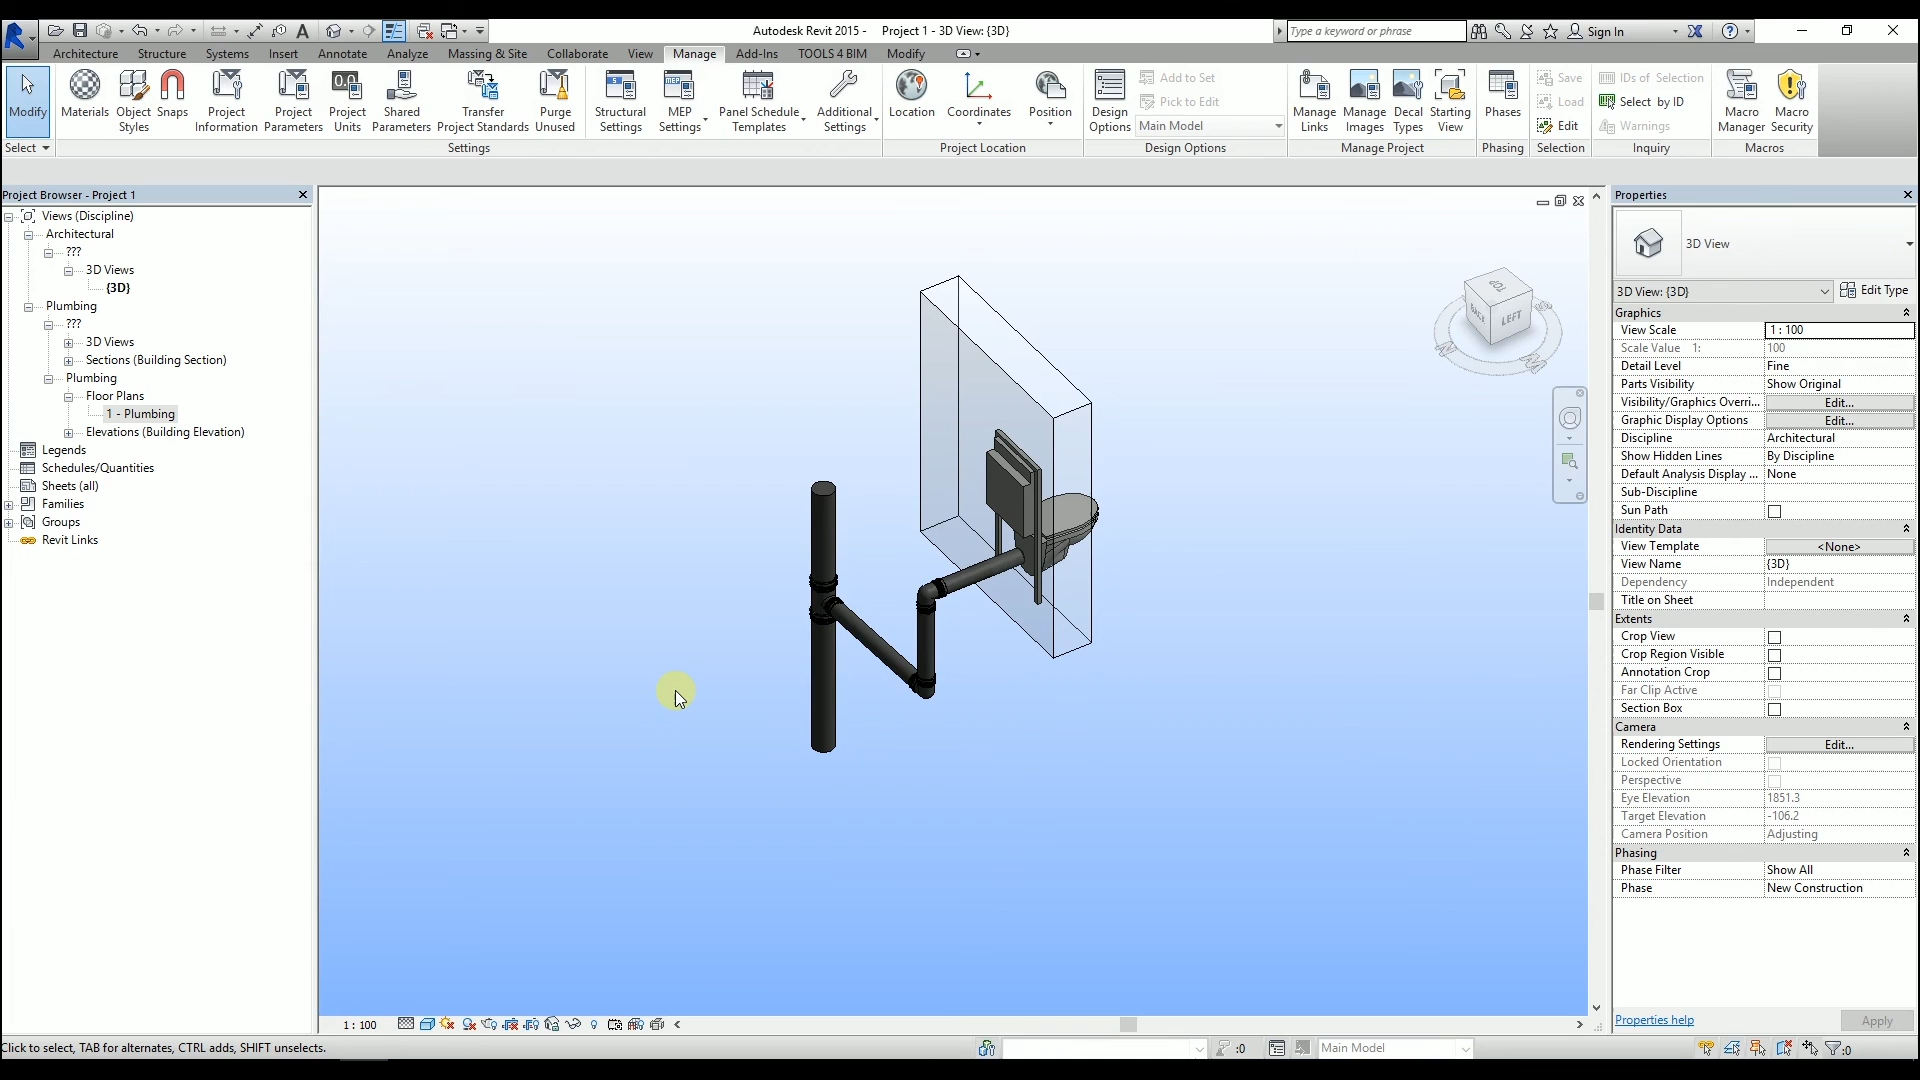 Autodesk Revit 2015 - Project 1 - 3D View: {3D}
Type a keyword or phrase
Sign In
Architecture Structure Systems Insert Annotate Analyze Massing & Site Collaborate View Manage Add-Ins TOOLS 4 BIM Modify
Modify
Materials
Object Styles
Snaps
Project Information
Project Parameters
Project Units
Shared Parameters
Transfer Project Standards
Purge Unused
Structural Settings
MEP Settings
Panel Schedule Templates
Additional Settings
Location
Coordinates
Position
Design Options
Add to Set
Pick to Edit
Main Model
Manage Links
Manage Images
Decal Types
Starting View
Phases
Save
Load
Edit
IDs of Selection
Select by ID
Warnings
Macro Manager
Macro Security
Select
Settings
Project Location
Design Options
Manage Project
Phasing
Selection
Inquiry
Macros
Project Browser - Project 1
Views (Discipline)
Architectural
???
3D Views
{3D}
Plumbing
???
3D Views
Sections (Building Section)
Plumbing
Floor Plans
1 - Plumbing
Elevations (Building Elevation)
Legends
Schedules/Quantities
Sheets (all)
Families
Groups
Revit Links
TOP
BACK
LEFT
Properties
3D View
3D View: {3D}
Edit Type
Graphics
View Scale 1 : 100
Scale Value 1: 100
Detail Level Fine
Parts Visibility Show Original
Visibility/Graphics Overri... Edit...
Graphic Display Options Edit...
Discipline Architectural
Show Hidden Lines By Discipline
Default Analysis Display ... None
Sub-Discipline
Sun Path
Identity Data
View Template <None>
View Name {3D}
Dependency Independent
Title on Sheet
Extents
Crop View
Crop Region Visible
Annotation Crop
Far Clip Active
Section Box
Camera
Rendering Settings Edit...
Locked Orientation
Perspective
Eye Elevation 1851.3
Target Elevation -106.2
Camera Position Adjusting
Phasing
Phase Filter Show All
Phase New Construction
Properties help
Apply
1 : 100
Click to select, TAB for alternates, CTRL adds, SHIFT unselects.
:0
Main Model
:0